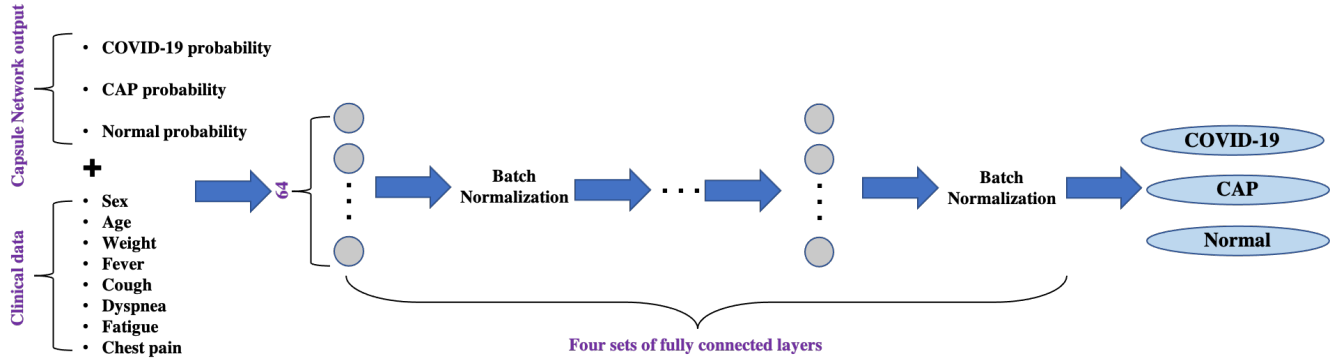 Capsule Network output
• COVID-19 probability
• CAP probability
• Normal probability
+
Clinical data
• Sex
• Age
• Weight
• Fever
• Cough
• Dyspnea
• Fatigue
• Chest pain
64
Batch
Normalization
...
Batch
Normalization
COVID-19
CAP
Normal
Four sets of fully connected layers